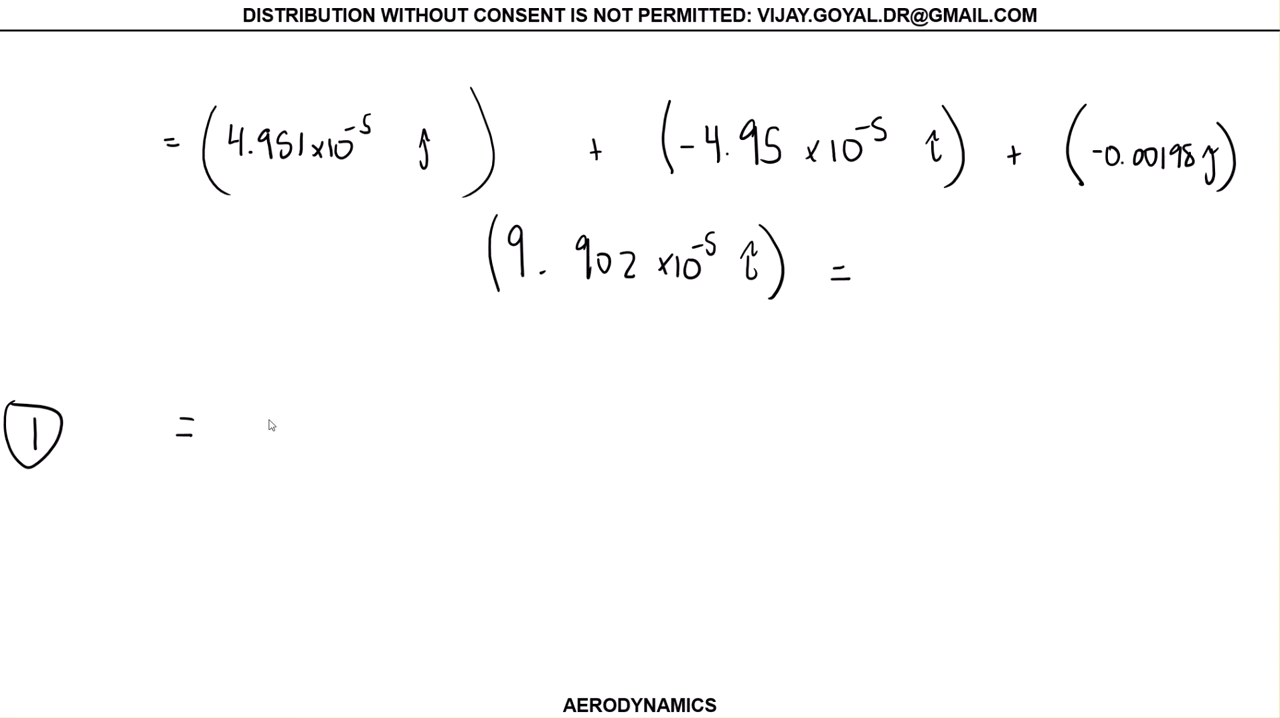 DISTRIBUTION WITHOUT CONSENT IS NOT PERMITTED: VIJAY.GOYAL.DR@GMAIL.COM
= (4.951×10⁻⁵ ĵ) + (-4.95 ×10⁻⁵ î) + (-0.00198 ĵ)
(9.902 ×10⁻⁵ î) =
1 =
AERODYNAMICS